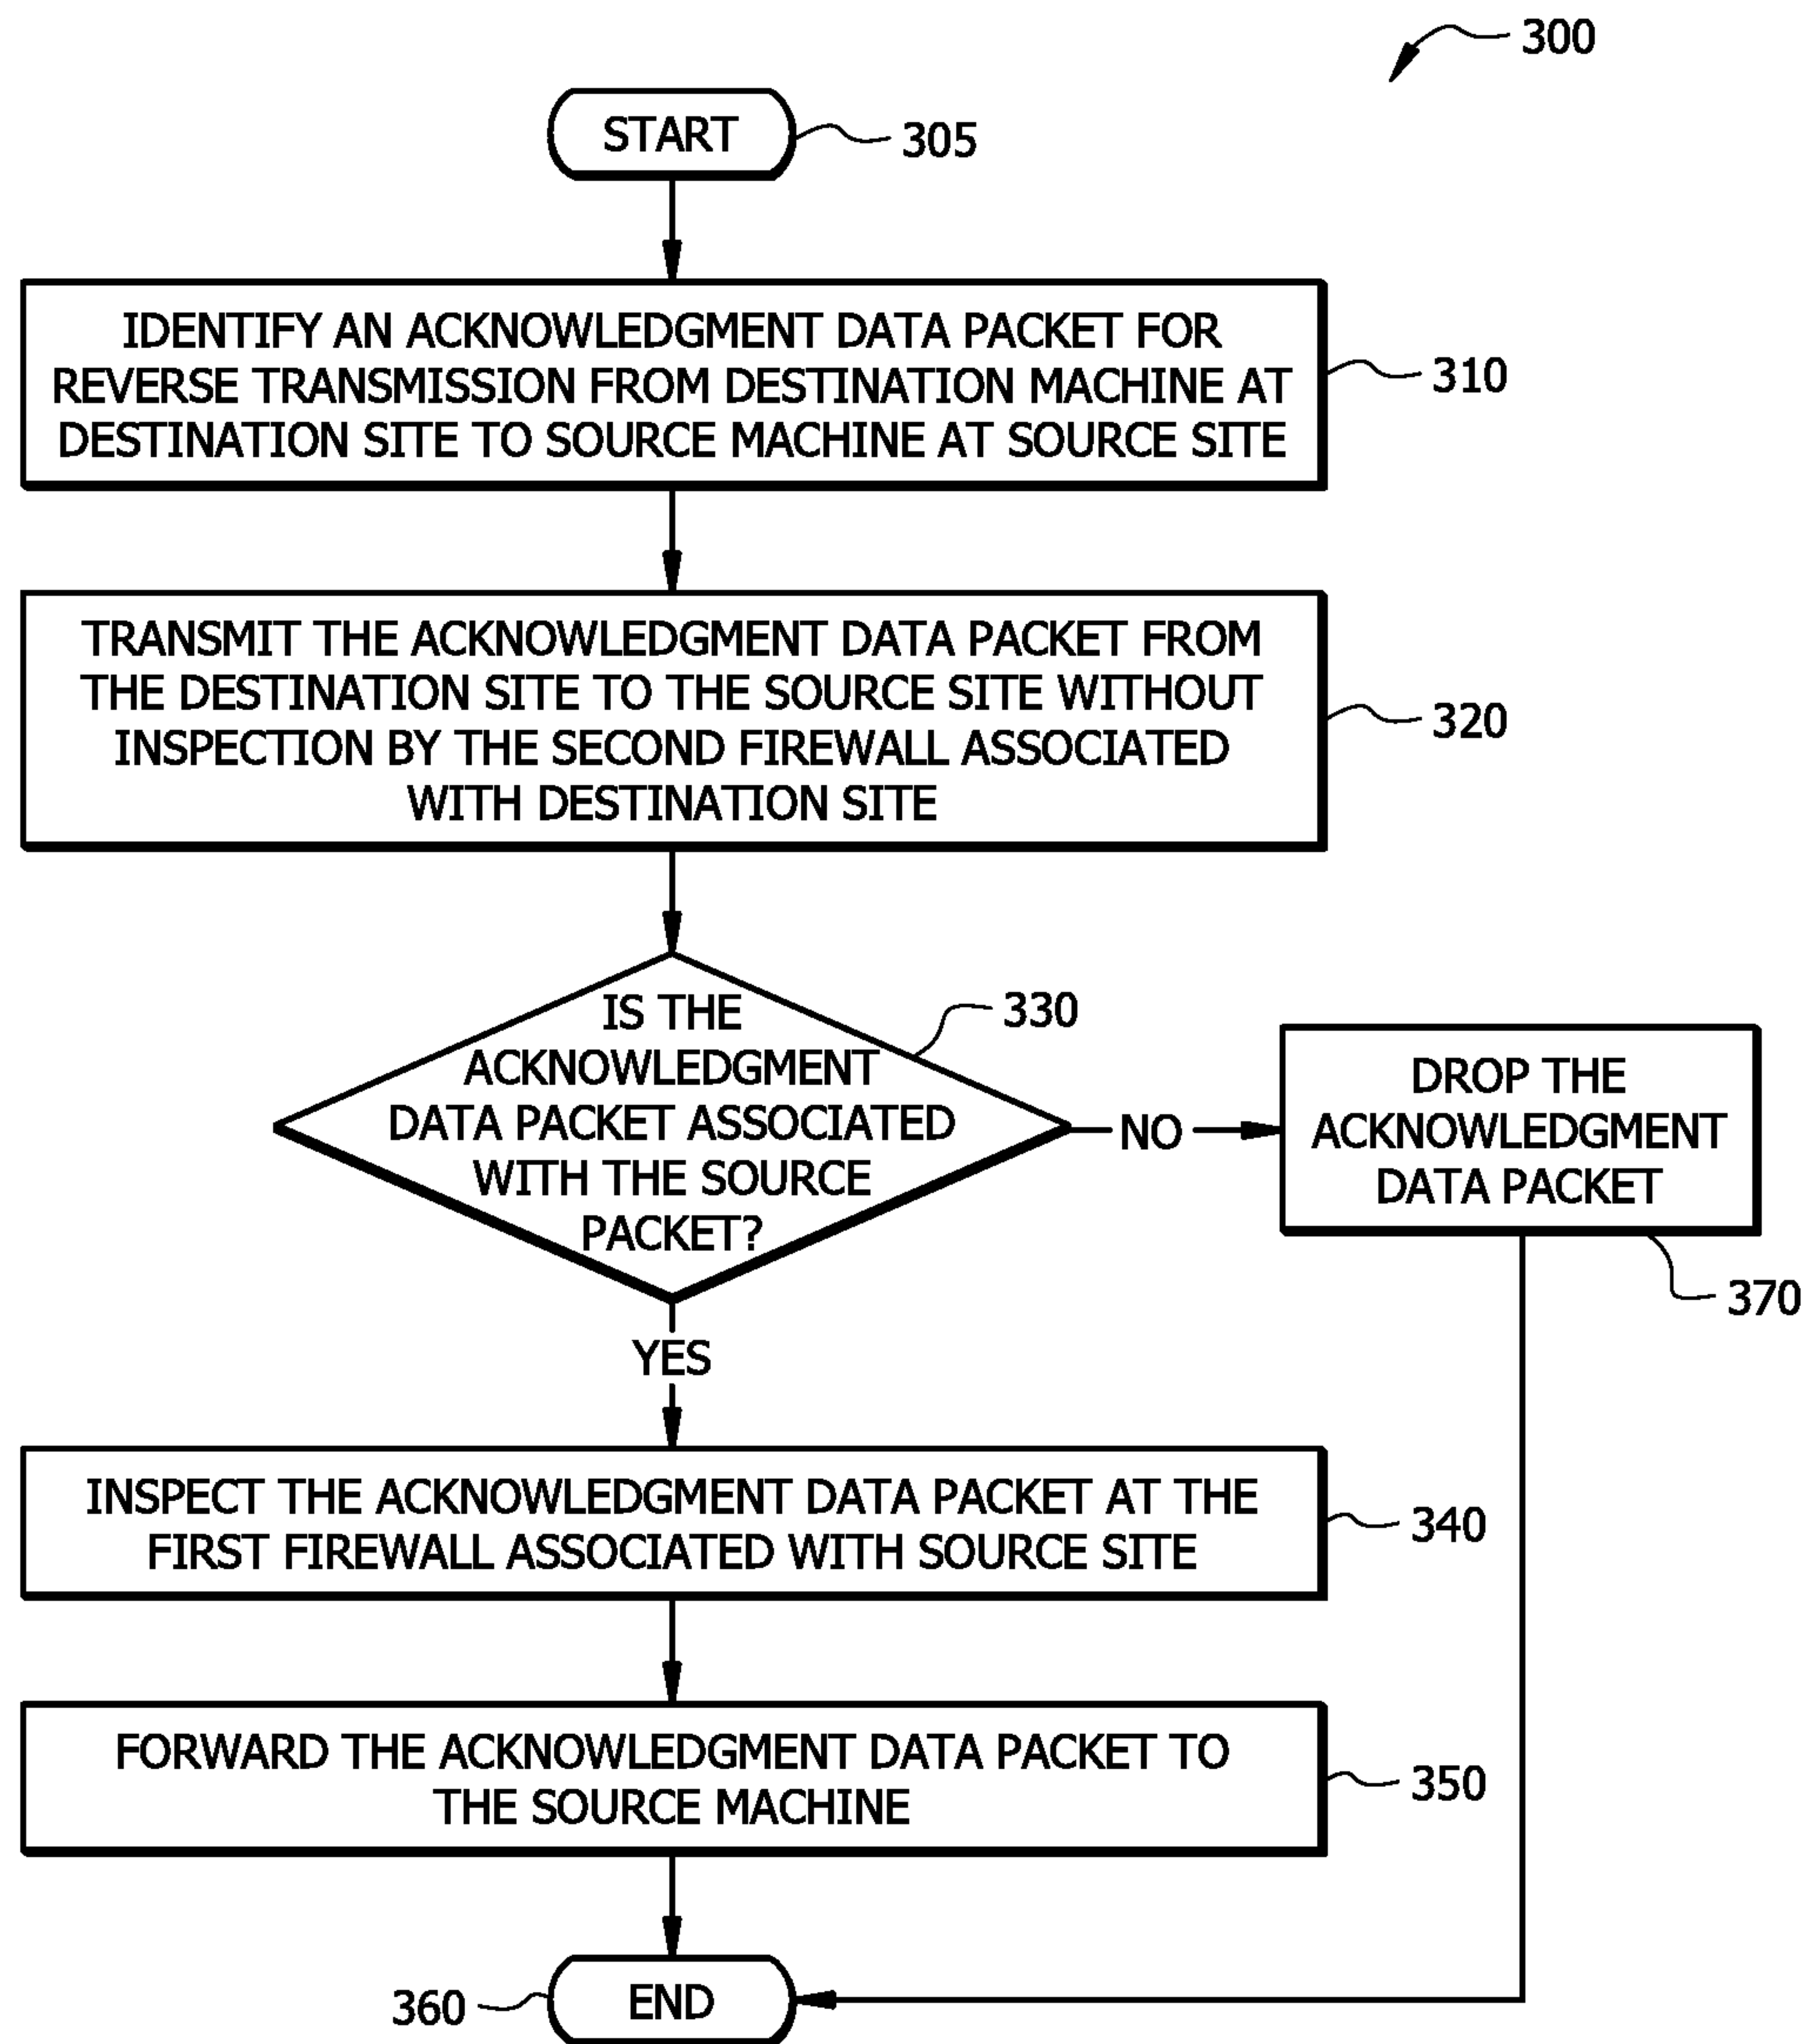 300
START
305
IDENTIFY AN ACKNOWLEDGMENT DATA PACKET FOR
REVERSE TRANSMISSION FROM DESTINATION MACHINE AT
DESTINATION SITE TO SOURCE MACHINE AT SOURCE SITE
310
TRANSMIT THE ACKNOWLEDGMENT DATA PACKET FROM
THE DESTINATION SITE TO THE SOURCE SITE WITHOUT
INSPECTION BY THE SECOND FIREWALL ASSOCIATED
WITH DESTINATION SITE
320
IS THE
ACKNOWLEDGMENT
DATA PACKET ASSOCIATED
WITH THE SOURCE
PACKET?
330
NO
DROP THE
ACKNOWLEDGMENT
DATA PACKET
370
YES
INSPECT THE ACKNOWLEDGMENT DATA PACKET AT THE
FIRST FIREWALL ASSOCIATED WITH SOURCE SITE
340
FORWARD THE ACKNOWLEDGMENT DATA PACKET TO
THE SOURCE MACHINE
350
360
END